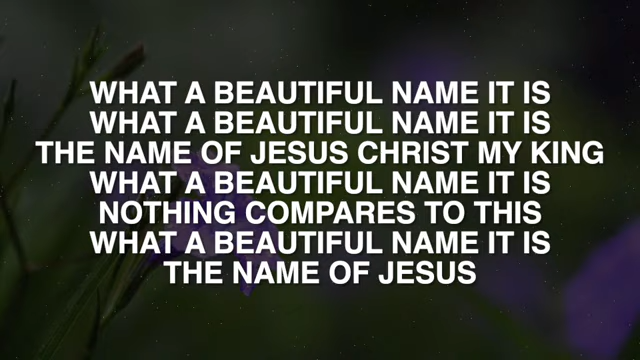 WHAT A BEAUTIFUL NAME IT IS
WHAT A BEAUTIFUL NAME IT IS
THE NAME OF JESUS CHRIST MY KING
WHAT A BEAUTIFUL NAME IT IS
NOTHING COMPARES TO THIS
WHAT A BEAUTIFUL NAME IT IS
THE NAME OF JESUS